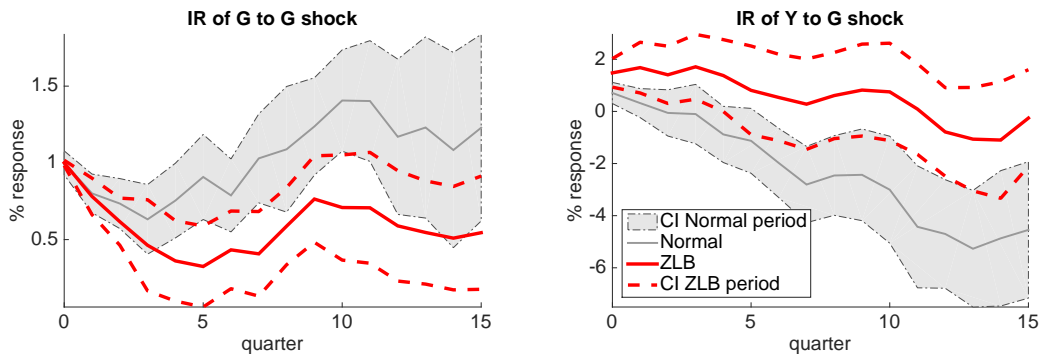 IR of G to G shock
% response
1.5
1
0.5
0
5
10
15
quarter
IR of Y to G shock
% response
2
0
-2
-4
-6
CI Normal period
Normal
ZLB
CI ZLB period
0
5
10
15
quarter